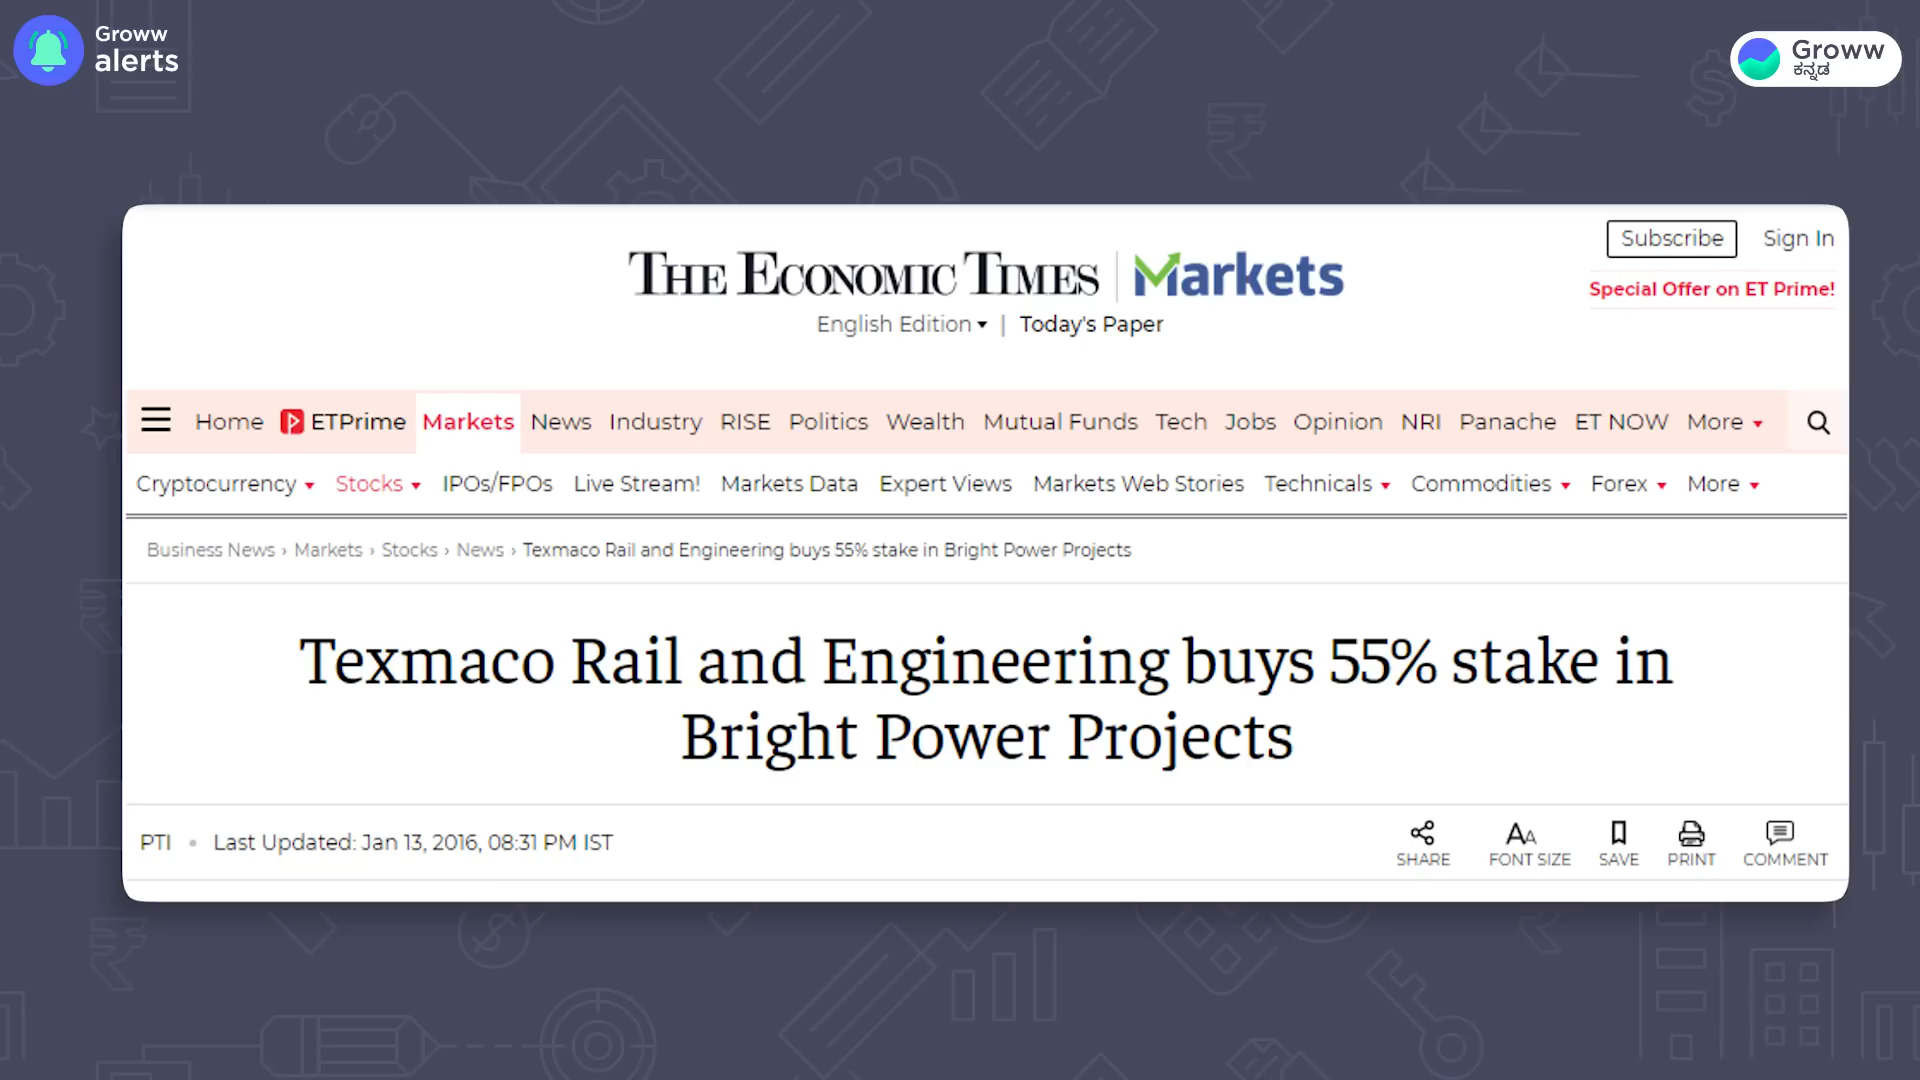 Groww
alerts
Groww
ಕನ್ನಡ
Subscribe
Sign In
THE ECONOMIC TIMES | Markets
Special Offer on ET Prime!
English Edition | Today's Paper
Home ETPrime Markets News Industry RISE Politics Wealth Mutual Funds Tech Jobs Opinion NRI Panache ET NOW More
Cryptocurrency Stocks IPOs/FPOs Live Stream! Markets Data Expert Views Markets Web Stories Technicals Commodities Forex More
Business News › Markets › Stocks › News › Texmaco Rail and Engineering buys 55% stake in Bright Power Projects
Texmaco Rail and Engineering buys 55% stake in
Bright Power Projects
PTI • Last Updated: Jan 13, 2016, 08:31 PM IST
SHARE
FONT SIZE
SAVE
PRINT
COMMENT